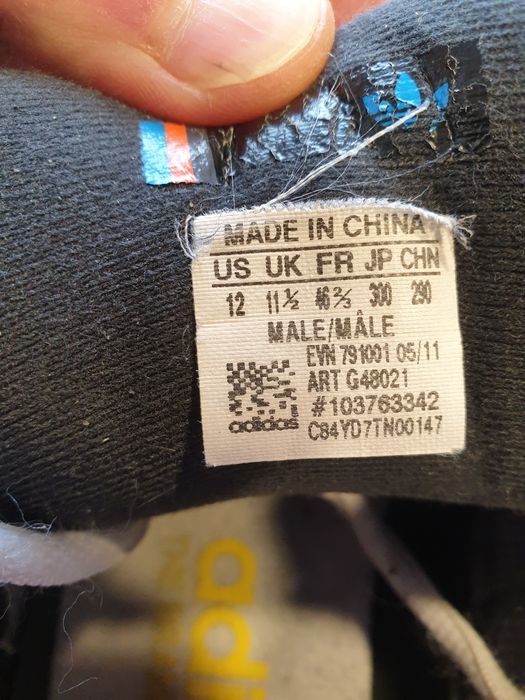 MADE IN CHINA
US UK FR JP CHN
12 11½ 46⅔ 300 290
MALE/MÂLE
EVN 791001 05/11
ART G48021
#103763342
adidas
C84YD7TN00147
adi